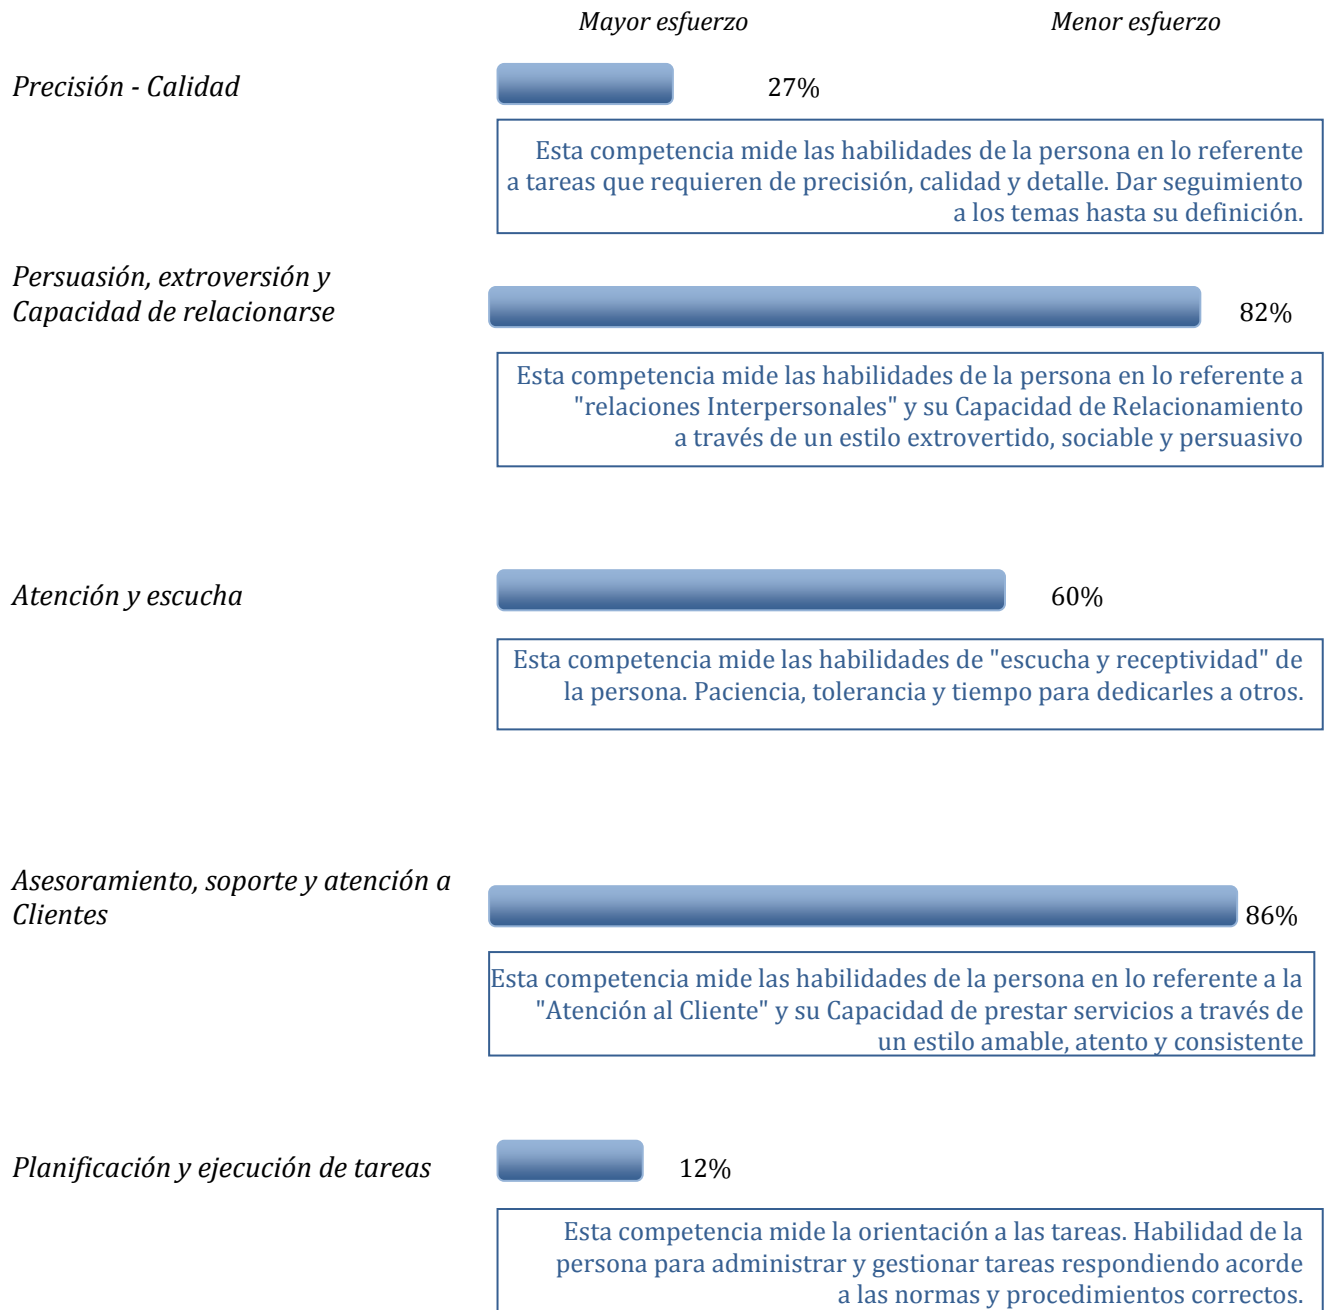 Mayor esfuerzo Menor esfuerzo
Precisión - Calidad 27%
Esta competencia mide las habilidades de la persona en lo referente
a tareas que requieren de precisión, calidad y detalle. Dar seguimiento
a los temas hasta su definición.
Persuasión, extroversión y
Capacidad de relacionarse 82%
Esta competencia mide las habilidades de la persona en lo referente a
"relaciones Interpersonales" y su Capacidad de Relacionamiento
a través de un estilo extrovertido, sociable y persuasivo
Atención y escucha 60%
Esta competencia mide las habilidades de "escucha y receptividad" de
la persona. Paciencia, tolerancia y tiempo para dedicarles a otros.
Asesoramiento, soporte y atención a
Clientes 86%
Esta competencia mide las habilidades de la persona en lo referente a la
"Atención al Cliente" y su Capacidad de prestar servicios a través de
un estilo amable, atento y consistente
Planificación y ejecución de tareas 12%
Esta competencia mide la orientación a las tareas. Habilidad de la
persona para administrar y gestionar tareas respondiendo acorde
a las normas y procedimientos correctos.